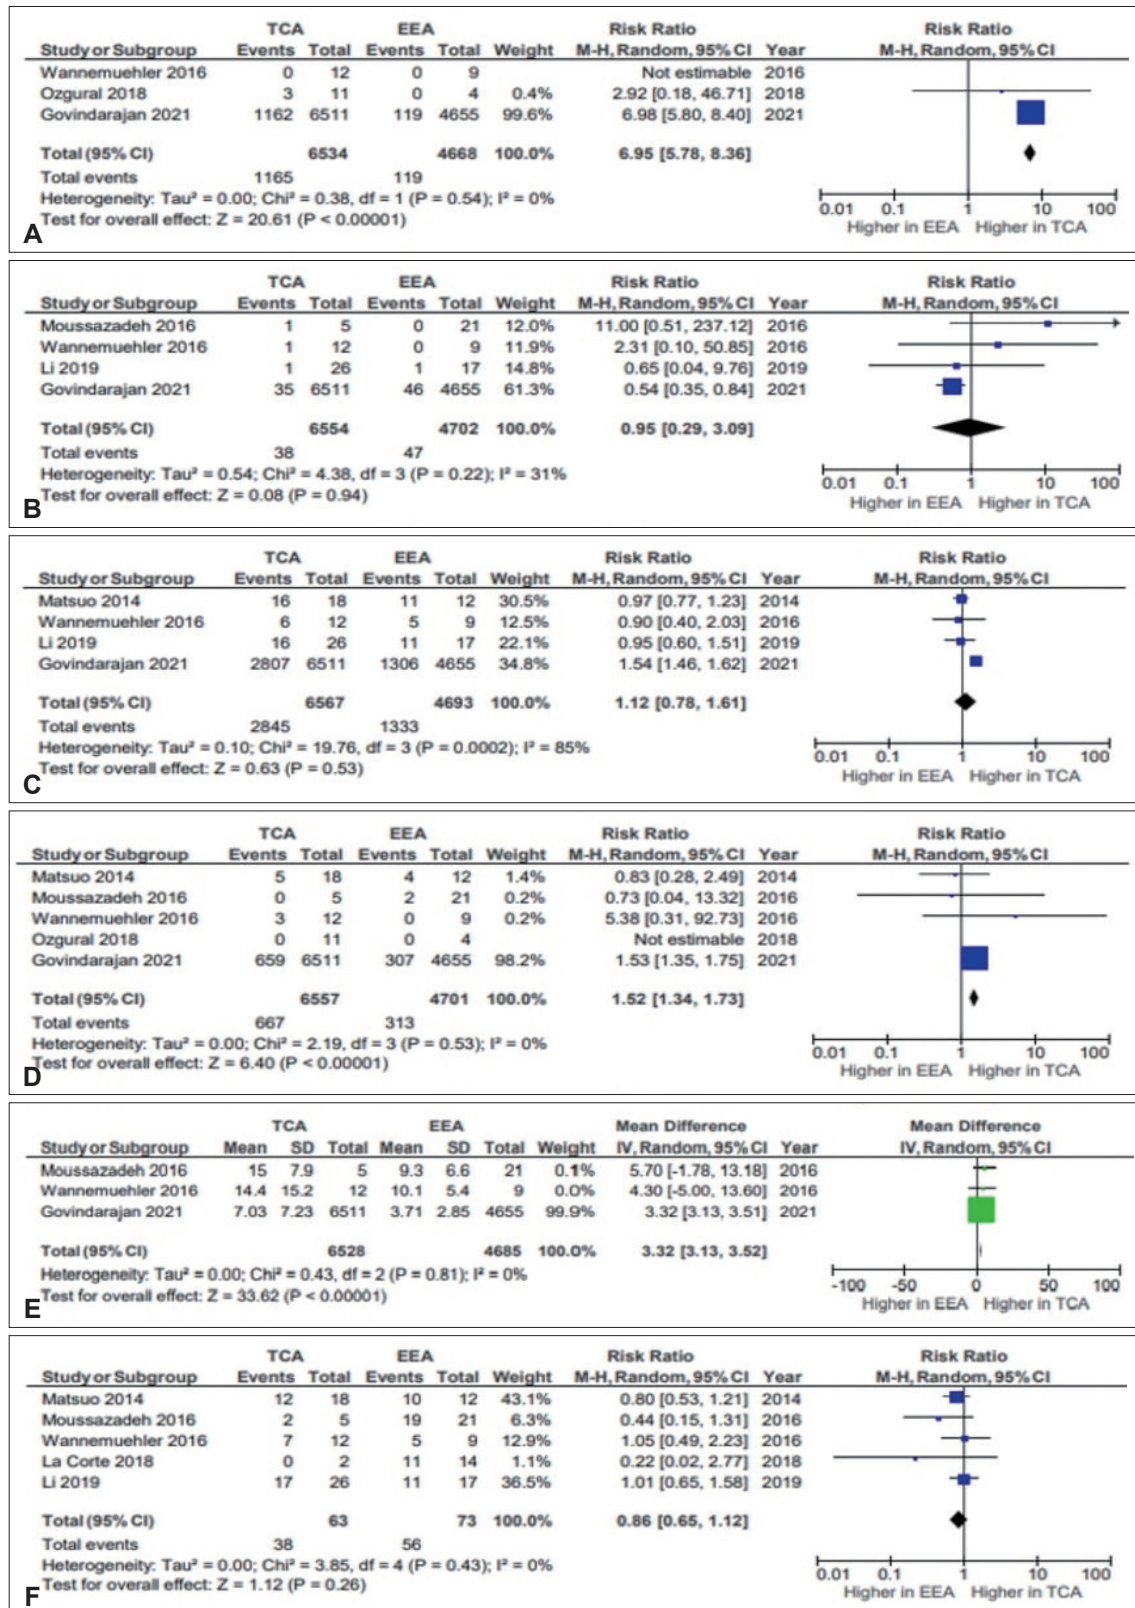 TCA EEA Risk Ratio Risk Ratio
Study or Subgroup Events Total Events Total Weight M-H, Random, 95% CI Year M-H, Random, 95% CI
Wannemuehler 2016 0 12 0 9 Not estimable 2016
Ozgural 2018 3 11 0 4 0.4% 2.92 [0.18, 46.71] 2018
Govindarajan 2021 1162 6511 119 4655 99.6% 6.98 [5.80, 8.40] 2021
Total (95% CI) 6534 4668 100.0% 6.95 [5.78, 8.36]
Total events 1165 119
Heterogeneity: Tau² = 0.00; Chi² = 0.38, df = 1 (P = 0.54); I² = 0%
Test for overall effect: Z = 20.61 (P < 0.00001)
0.01 0.1 1 10 100
Higher in EEA Higher in TCA
A
TCA EEA Risk Ratio Risk Ratio
Study or Subgroup Events Total Events Total Weight M-H, Random, 95% CI Year M-H, Random, 95% CI
Moussazadeh 2016 1 5 0 21 12.0% 11.00 [0.51, 237.12] 2016
Wannemuehler 2016 1 12 0 9 11.9% 2.31 [0.10, 50.85] 2016
Li 2019 1 26 1 17 14.8% 0.65 [0.04, 9.76] 2019
Govindarajan 2021 35 6511 46 4655 61.3% 0.54 [0.35, 0.84] 2021
Total (95% CI) 6554 4702 100.0% 0.95 [0.29, 3.09]
Total events 38 47
Heterogeneity: Tau² = 0.54; Chi² = 4.38, df = 3 (P = 0.22); I² = 31%
Test for overall effect: Z = 0.08 (P = 0.94)
0.01 0.1 1 10 100
Higher in EEA Higher in TCA
B
TCA EEA Risk Ratio Risk Ratio
Study or Subgroup Events Total Events Total Weight M-H, Random, 95% CI Year M-H, Random, 95% CI
Matsuo 2014 16 18 11 12 30.5% 0.97 [0.77, 1.23] 2014
Wannemuehler 2016 6 12 5 9 12.5% 0.90 [0.40, 2.03] 2016
Li 2019 16 26 11 17 22.1% 0.95 [0.60, 1.51] 2019
Govindarajan 2021 2807 6511 1306 4655 34.8% 1.54 [1.46, 1.62] 2021
Total (95% CI) 6567 4693 100.0% 1.12 [0.78, 1.61]
Total events 2845 1333
Heterogeneity: Tau² = 0.10; Chi² = 19.76, df = 3 (P = 0.0002); I² = 85%
Test for overall effect: Z = 0.63 (P = 0.53)
0.01 0.1 1 10 100
Higher in EEA Higher in TCA
C
TCA EEA Risk Ratio Risk Ratio
Study or Subgroup Events Total Events Total Weight M-H, Random, 95% CI Year M-H, Random, 95% CI
Matsuo 2014 5 18 4 12 1.4% 0.83 [0.28, 2.49] 2014
Moussazadeh 2016 0 5 2 21 0.2% 0.73 [0.04, 13.32] 2016
Wannemuehler 2016 3 12 0 9 0.2% 5.38 [0.31, 92.73] 2016
Ozgural 2018 0 11 0 4 Not estimable 2018
Govindarajan 2021 659 6511 307 4655 98.2% 1.53 [1.35, 1.75] 2021
Total (95% CI) 6557 4701 100.0% 1.52 [1.34, 1.73]
Total events 667 313
Heterogeneity: Tau² = 0.00; Chi² = 2.19, df = 3 (P = 0.53); I² = 0%
Test for overall effect: Z = 6.40 (P < 0.00001)
0.01 0.1 1 10 100
Higher in EEA Higher in TCA
D
TCA EEA Mean Difference Mean Difference
Study or Subgroup Mean SD Total Mean SD Total Weight IV, Random, 95% CI Year IV, Random, 95% CI
Moussazadeh 2016 15 7.9 5 9.3 6.6 21 0.1% 5.70 [-1.78, 13.18] 2016
Wannemuehler 2016 14.4 15.2 12 10.1 5.4 9 0.0% 4.30 [-5.00, 13.60] 2016
Govindarajan 2021 7.03 7.23 6511 3.71 2.85 4655 99.9% 3.32 [3.13, 3.51] 2021
Total (95% CI) 6528 4685 100.0% 3.32 [3.13, 3.52]
Heterogeneity: Tau² = 0.00; Chi² = 0.43, df = 2 (P = 0.81); I² = 0%
Test for overall effect: Z = 33.62 (P < 0.00001)
-100 -50 0 50 100
Higher in EEA Higher in TCA
E
TCA EEA Risk Ratio Risk Ratio
Study or Subgroup Events Total Events Total Weight M-H, Random, 95% CI Year M-H, Random, 95% CI
Matsuo 2014 12 18 10 12 43.1% 0.80 [0.53, 1.21] 2014
Moussazadeh 2016 2 5 19 21 6.3% 0.44 [0.15, 1.31] 2016
Wannemuehler 2016 7 12 5 9 12.9% 1.05 [0.49, 2.23] 2016
La Corte 2018 0 2 11 14 1.1% 0.22 [0.02, 2.77] 2018
Li 2019 17 26 11 17 36.5% 1.01 [0.65, 1.58] 2019
Total (95% CI) 63 73 100.0% 0.86 [0.65, 1.12]
Total events 38 56
Heterogeneity: Tau² = 0.00; Chi² = 3.85, df = 4 (P = 0.43); I² = 0%
Test for overall effect: Z = 1.12 (P = 0.26)
0.01 0.1 1 10 100
Higher in EEA Higher in TCA
F